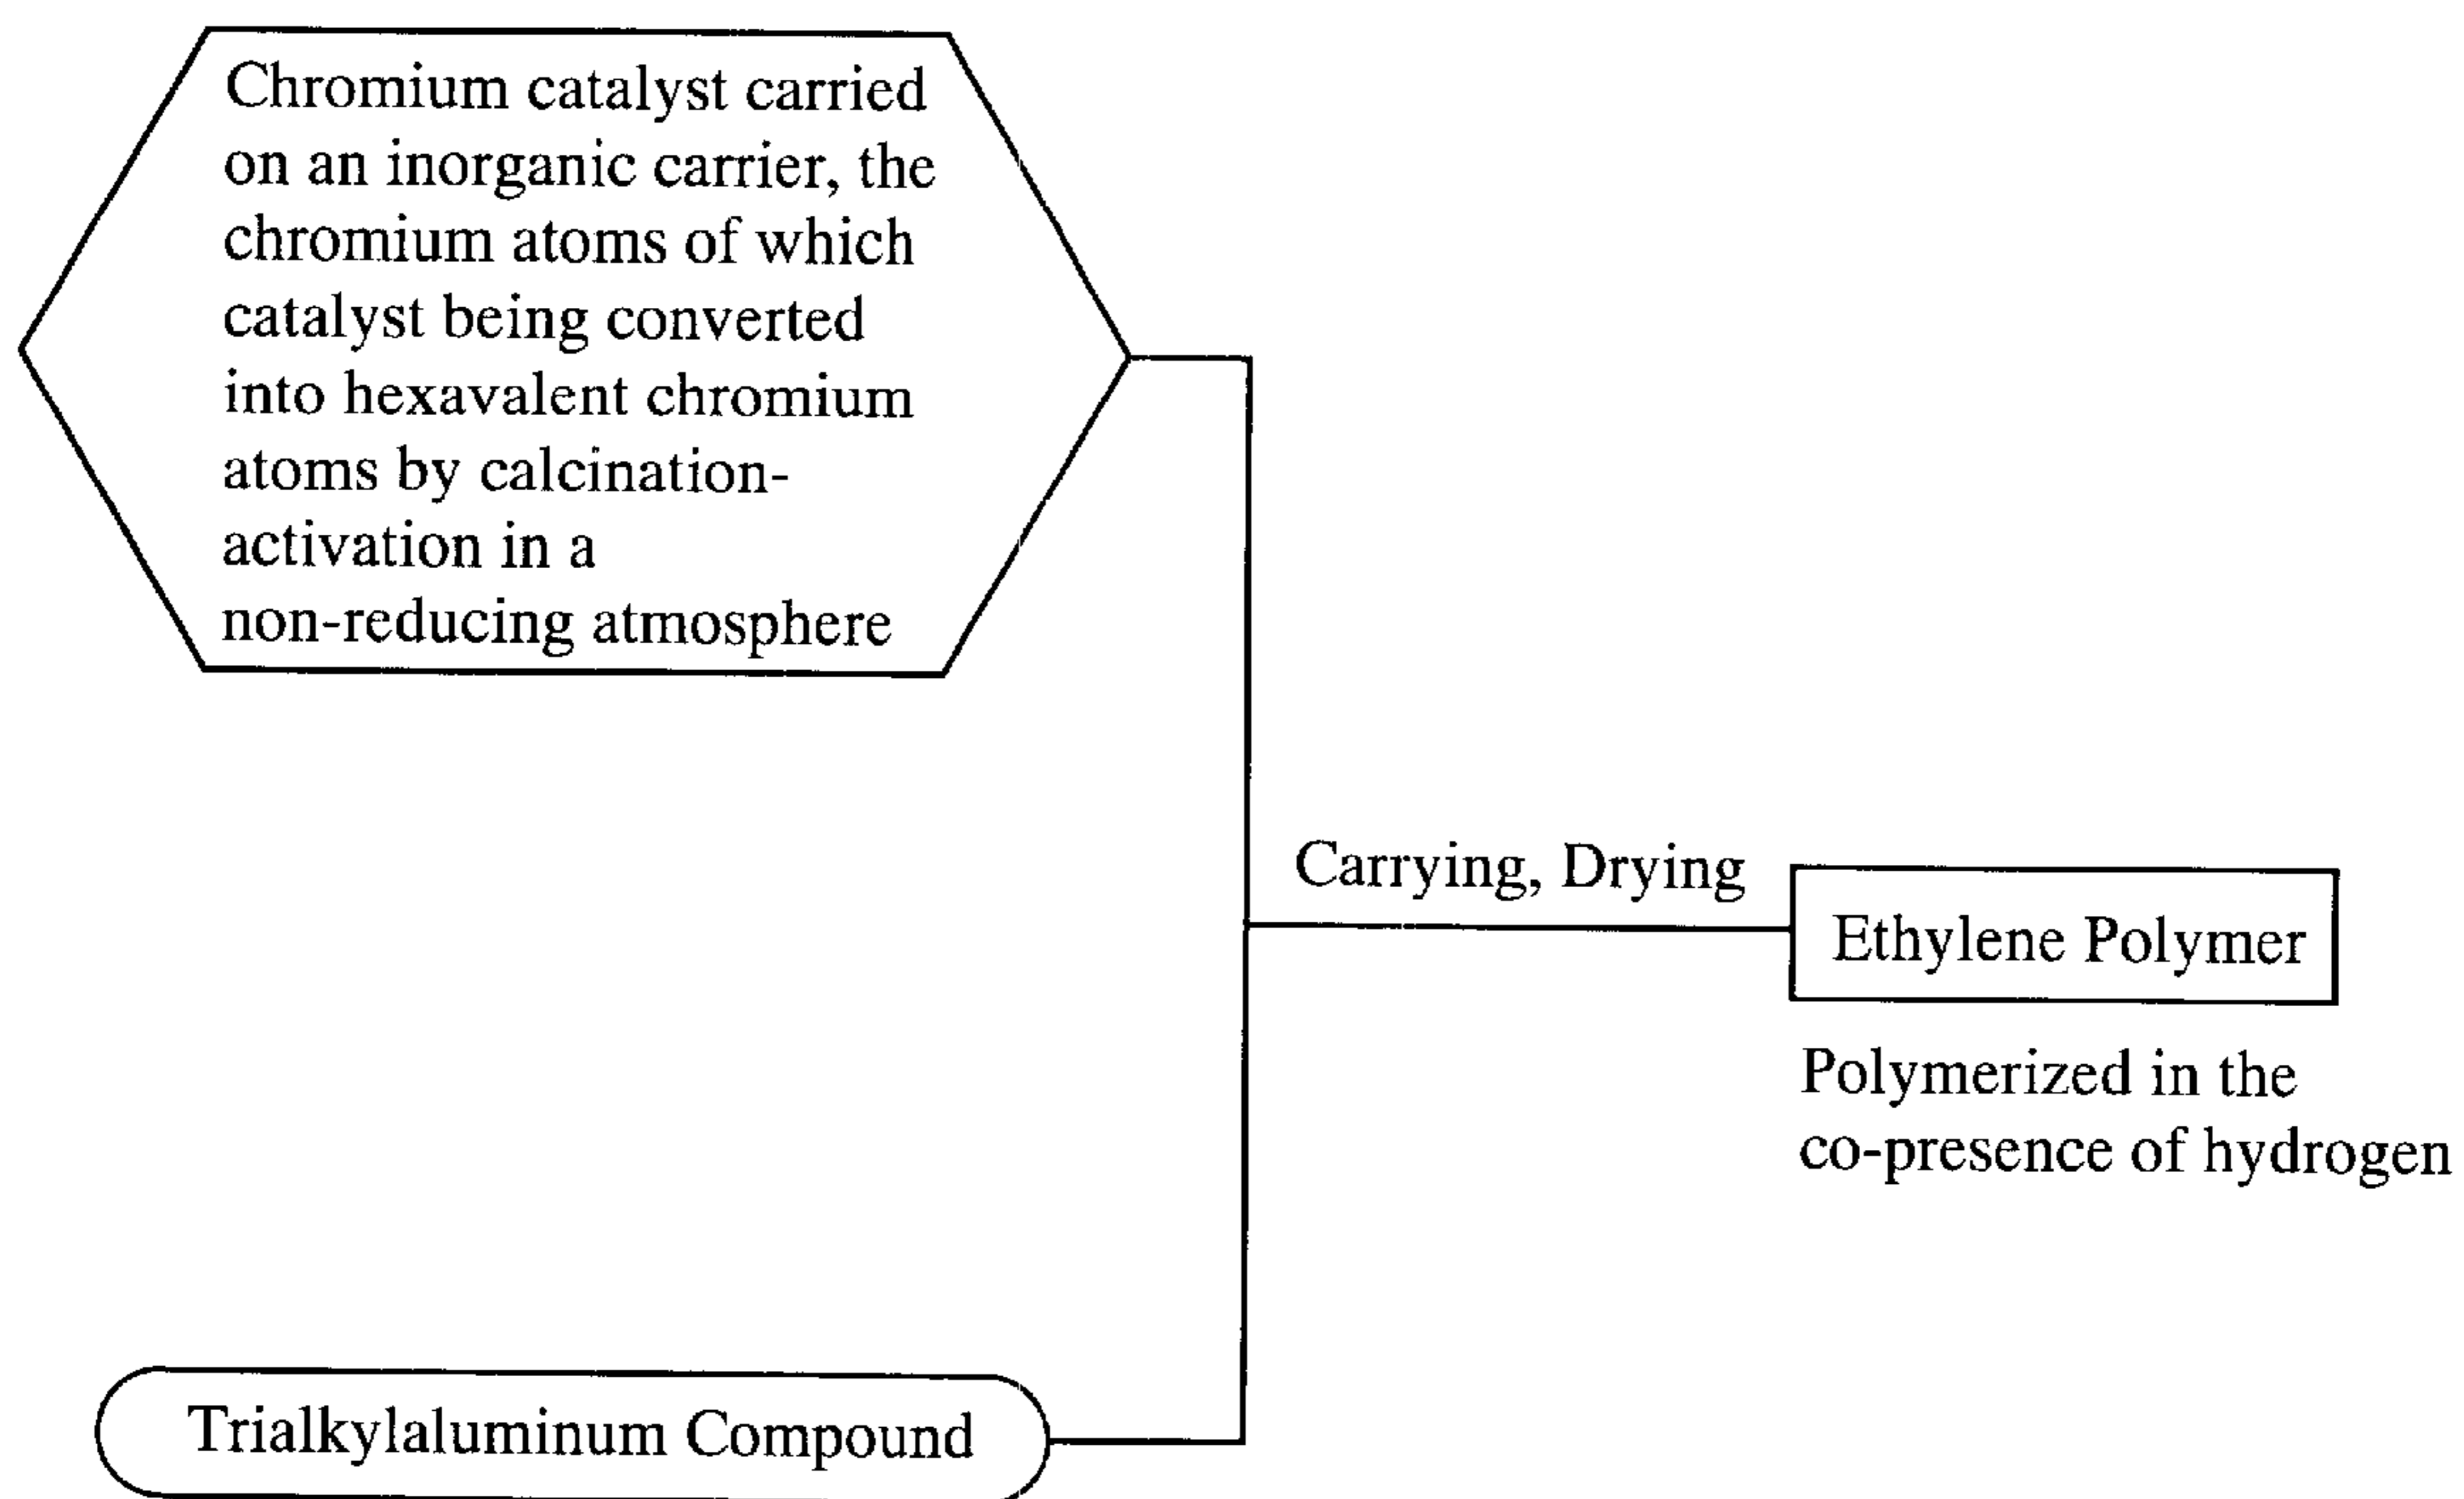 Chromium catalyst carried
on an inorganic carrier, the
chromium atoms of which
catalyst being converted
into hexavalent chromium
atoms by calcination-
activation in a
non-reducing atmosphere
Carrying, Drying
Ethylene Polymer
Polymerized in the
co-presence of hydrogen
Trialkylaluminum Compound